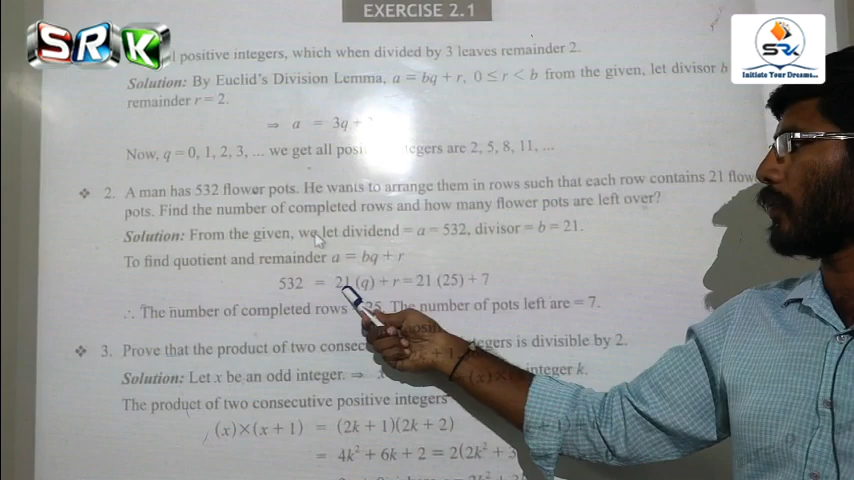 EXERCISE 2.1
SRK
SRK
Initiate Your Dreams...
positive integers, which when divided by 3 leaves remainder 2.
Solution: By Euclid's Division Lemma, a = bq + r, 0 ≤ r < b from the given, let divisor b
remainder r = 2.
⇒ a = 3q +
Now, q = 0, 1, 2, 3, ... we get all are 2, 5, 8, 11, ...
❖ 2. A man has 532 flower pots. He wants to arrange them in rows such that each row contains 21
pots. Find the number of completed rows and how many flower pots are left over?
Solution: From the given, we let dividend = a = 532, divisor = b = 21.
To find quotient and remainder a = bq + r
532 = 21 (q) + r = 21 (25) + 7
∴ The number of completed rows 25. The number of pots left are = 7.
❖ 3. Prove that the product of two is divisible by 2.
Solution: Let x be an odd integer. ⇒ integer k.
The product of two consecutive positive integers
(x)×(x + 1) = (2k + 1)(2k + 2)
= 4k² + 6k + 2 = 2(2k² + 3